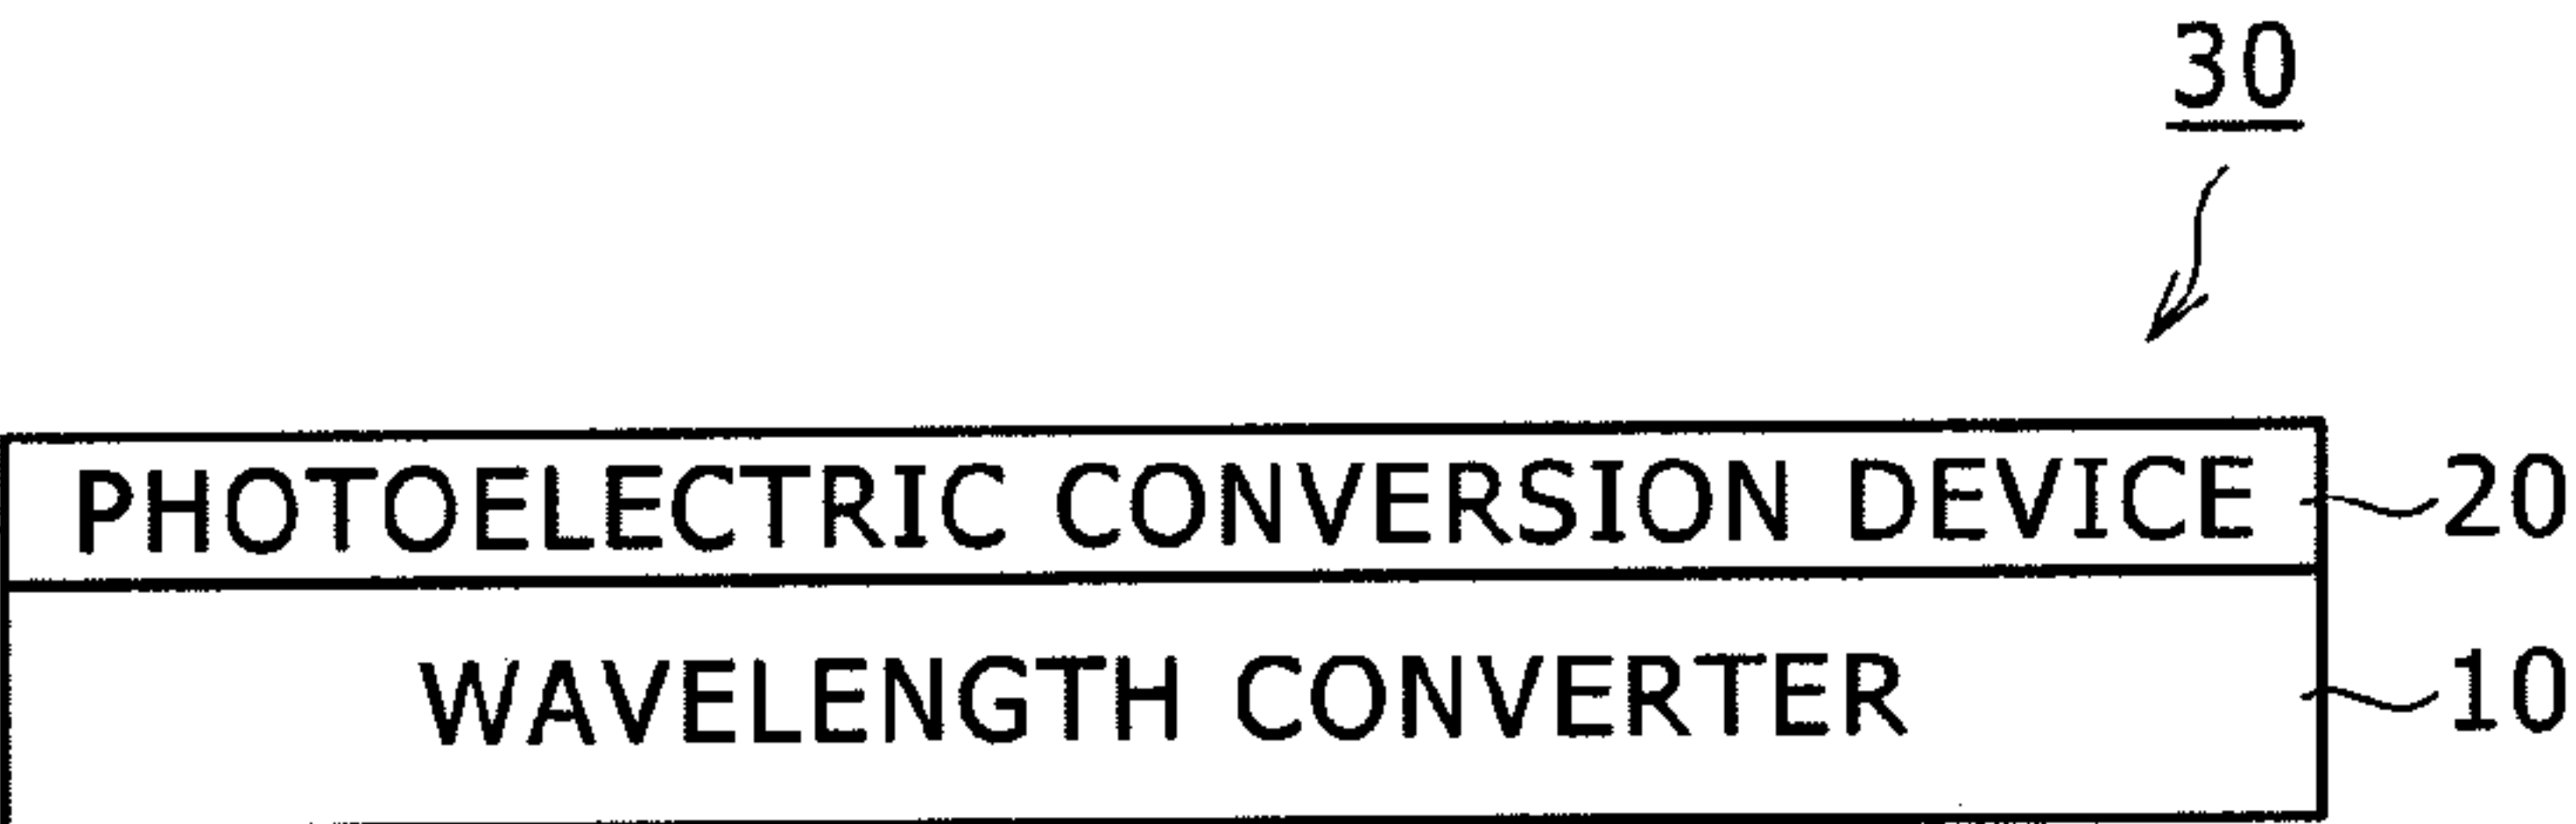 30
PHOTOELECTRIC CONVERSION DEVICE 20
WAVELENGTH CONVERTER 10